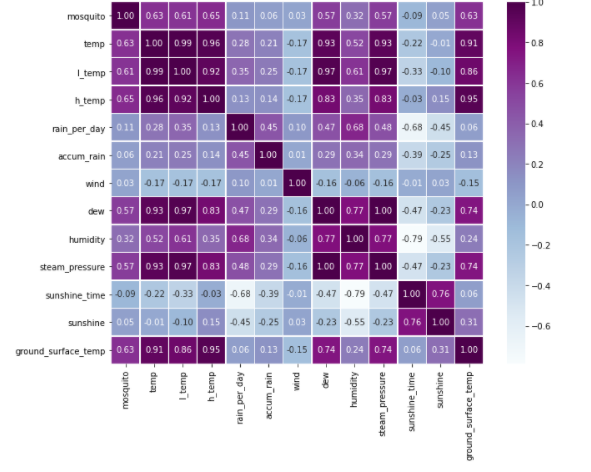 mosquito 1.00 0.63 0.61 0.65 0.11 0.06 0.03 0.57 0.32 0.57 -0.09 0.05 0.63
temp 0.63 1.00 0.99 0.96 0.28 0.21 -0.17 0.93 0.52 0.93 -0.22 -0.01 0.91
l_temp 0.61 0.99 1.00 0.92 0.35 0.25 -0.17 0.97 0.61 0.97 -0.33 -0.10 0.86
h_temp 0.65 0.96 0.92 1.00 0.13 0.14 -0.17 0.83 0.35 0.83 -0.03 0.15 0.95
rain_per_day 0.11 0.28 0.35 0.13 1.00 0.45 0.10 0.47 0.68 0.48 -0.68 -0.45 0.06
accum_rain 0.06 0.21 0.25 0.14 0.45 1.00 0.01 0.29 0.34 0.29 -0.39 -0.25 0.13
wind 0.03 -0.17 -0.17 -0.17 0.10 0.01 1.00 -0.16 -0.06 -0.16 -0.01 0.03 -0.15
dew 0.57 0.93 0.97 0.83 0.47 0.29 -0.16 1.00 0.77 1.00 -0.47 -0.23 0.74
humidity 0.32 0.52 0.61 0.35 0.68 0.34 -0.06 0.77 1.00 0.77 -0.79 -0.55 0.24
steam_pressure 0.57 0.93 0.97 0.83 0.48 0.29 -0.16 1.00 0.77 1.00 -0.47 -0.23 0.74
sunshine_time -0.09 -0.22 -0.33 -0.03 -0.68 -0.39 -0.01 -0.47 -0.79 -0.47 1.00 0.76 0.06
sunshine 0.05 -0.01 -0.10 0.15 -0.45 -0.25 0.03 -0.23 -0.55 -0.23 0.76 1.00 0.31
ground_surface_temp 0.63 0.91 0.86 0.95 0.06 0.13 -0.15 0.74 0.24 0.74 0.06 0.31 1.00
mosquito
temp
l_temp
h_temp
rain_per_day
accum_rain
wind
dew
humidity
steam_pressure
sunshine_time
sunshine
ground_surface_temp
1.0
0.8
0.6
0.4
0.2
0.0
-0.2
-0.4
-0.6